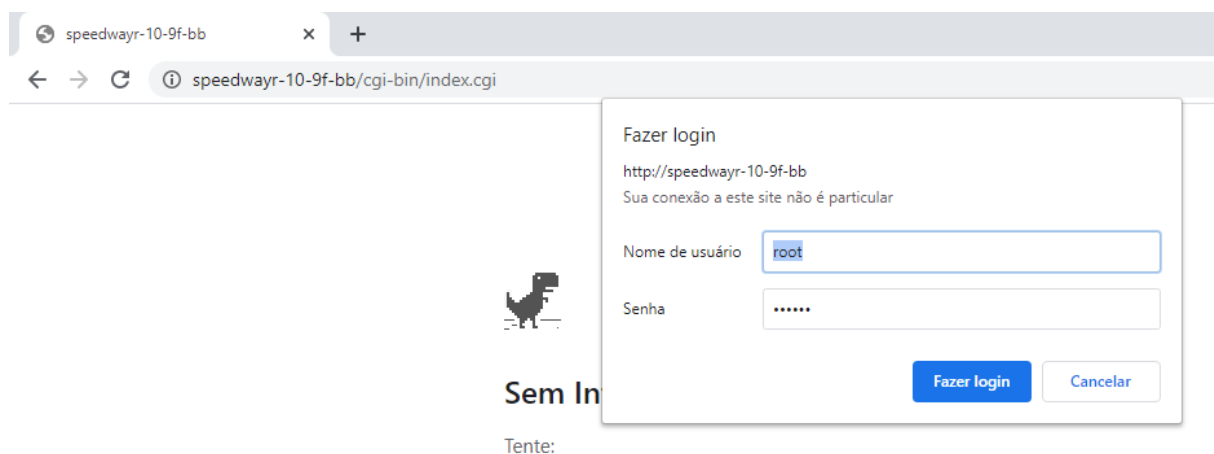 speedwayr-10-9f-bb
speedwayr-10-9f-bb/cgi-bin/index.cgi
Fazer login
http://speedwayr-10-9f-bb
Sua conexão a este site não é particular
Nome de usuário root
Senha ••••••
Fazer login Cancelar
Sem In
Tente: